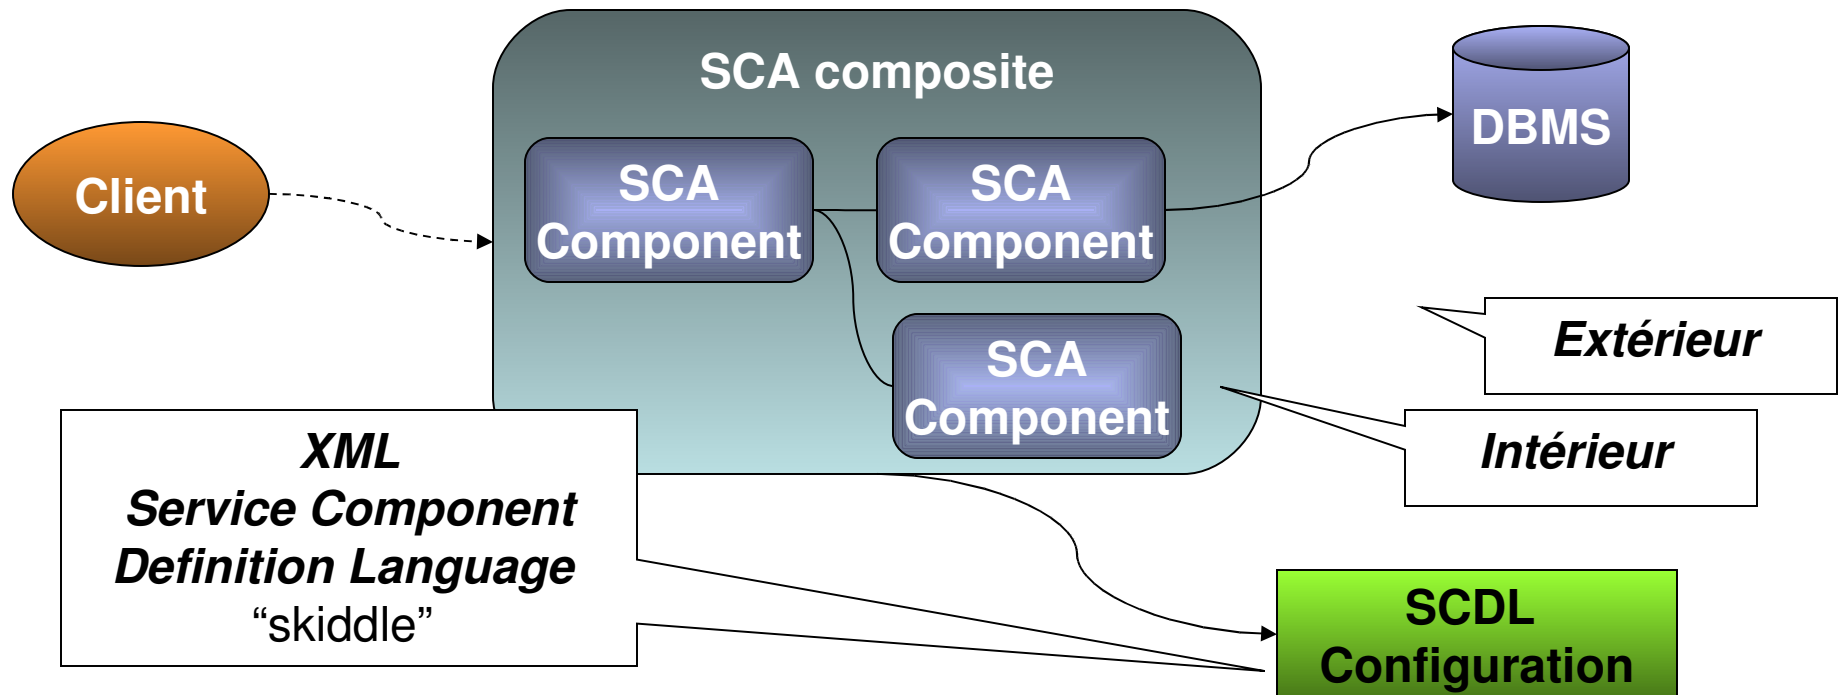 SCA composite
DBMS
Client
SCA
Component
SCA
Component
SCA
Component
Extérieur
Intérieur
XML
Service Component
Definition Language
“skiddle”
SCDL
Configuration